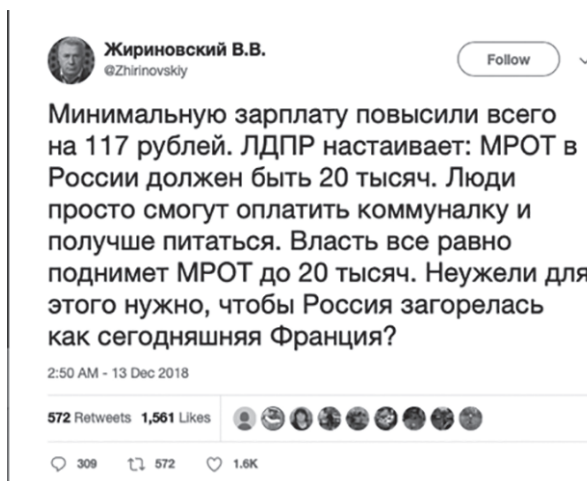 Жириновский В.В.
@Zhirinovskiy
Follow
Минимальную зарплату повысили всего
на 117 рублей. ЛДПР настаивает: МРОТ в
России должен быть 20 тысяч. Люди
просто смогут оплатить коммуналку и
получше питаться. Власть все равно
поднимет МРОТ до 20 тысяч. Неужели для
этого нужно, чтобы Россия загорелась
как сегодняшняя Франция?
2:50 AM - 13 Dec 2018
572 Retweets 1,561 Likes
309 572 1.6K